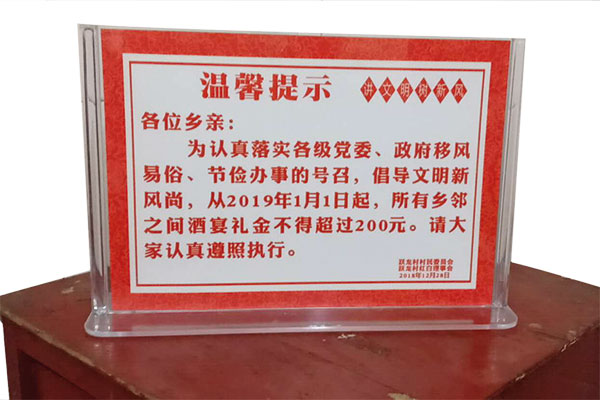 温馨提示 讲文明树新风
各位乡亲：
为认真落实各级党委、政府移风
易俗、节俭办事的号召，倡导文明新
风尚，从2019年1月1日起，所有乡邻
之间酒宴礼金不得超过200元。请大
家认真遵照执行。
跃龙村村民委员会
跃龙村红白理事会
2018年12月28日